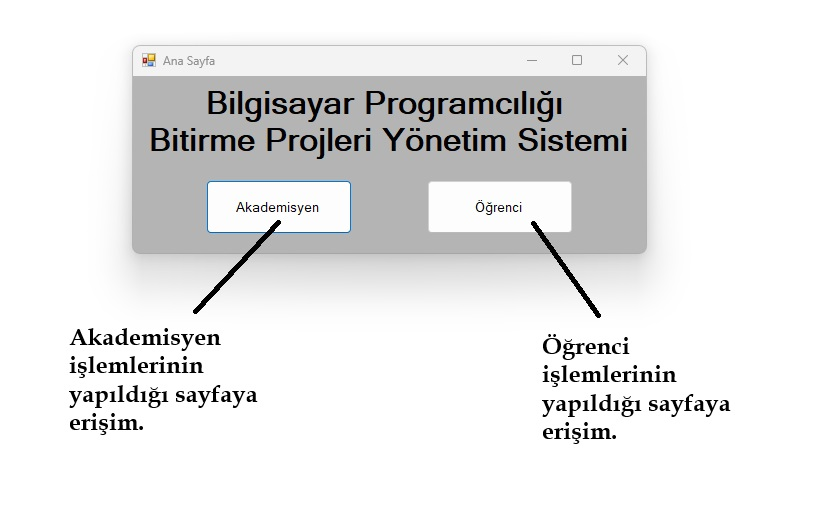 Ana Sayfa
Bilgisayar Programcılığı
Bitirme Projleri Yönetim Sistemi
Akademisyen
Öğrenci
Akademisyen
işlemlerinin
yapıldığı sayfaya
erişim.
Öğrenci
işlemlerinin
yapıldığı sayfaya
erişim.